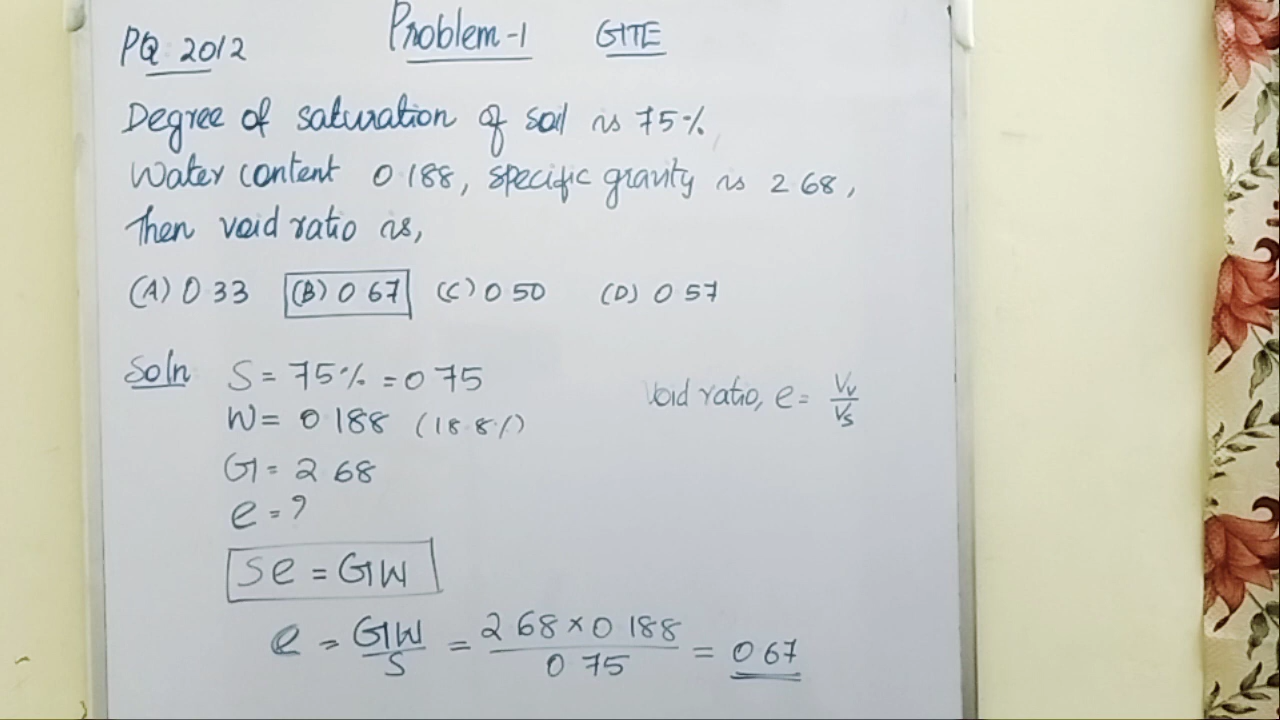 PQ 2012 Problem-1 GTE
Degree of saturation of soil is 75%
Water content 0.188, specific gravity is 2.68,
Then void ratio is,
(A) 0.33 (B) 0.67 (C) 0.50 (D) 0.57
Soln S = 75% = 0.75
W = 0.188 (18.8%)
Void ratio, e = Vv/Vs
G = 2.68
e = ?
Se = GW
e = GW/S = 2.68 × 0.188/0.75 = 0.67